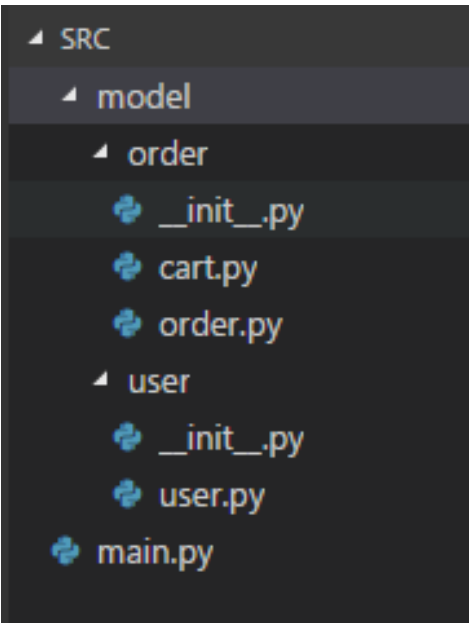 SRC
model
order
__init__.py
cart.py
order.py
user
__init__.py
user.py
main.py